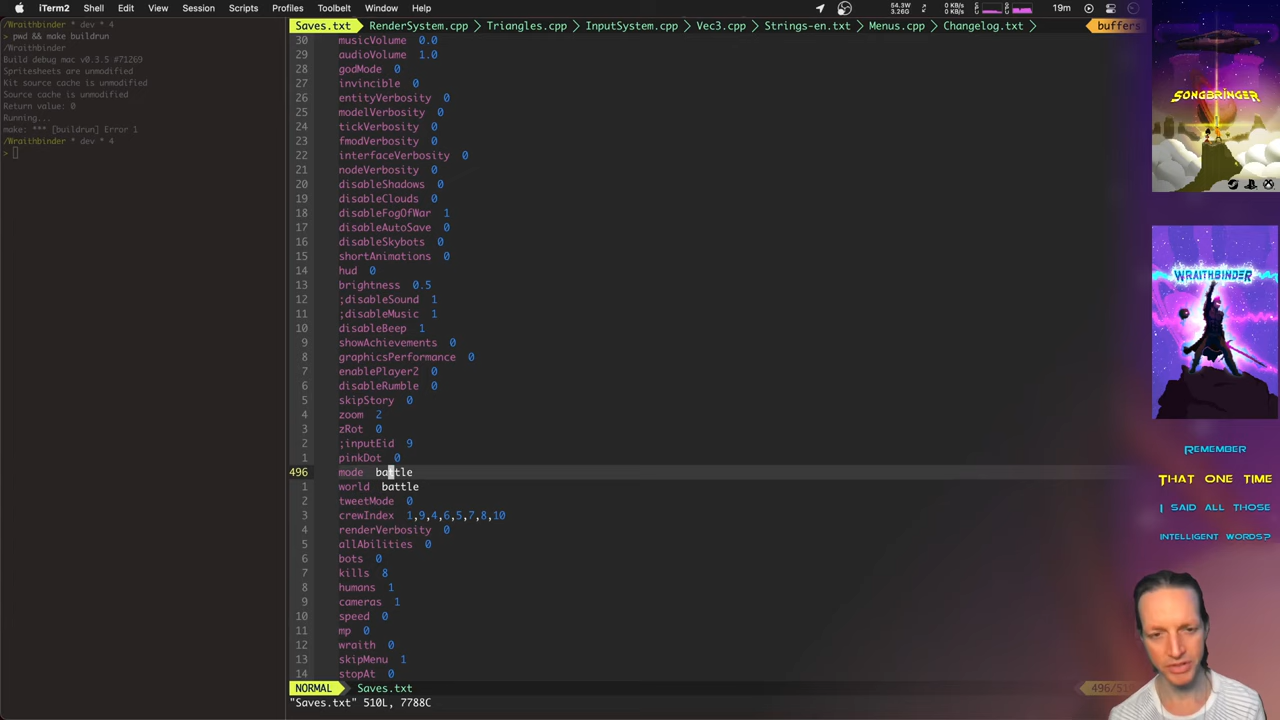 iTerm2 Shell Edit View Session Scripts Profiles Toolbelt Window Help
54.3W 3.26G 0 KB/s 0 KB/s 19m
/Wraithbinder * dev * 4
> pwd && make buildrun
/Wraithbinder
Build debug mac v0.3.5 #71269
Spritesheets are unmodified
Kit source cache is unmodified
Source cache is unmodified
Return value: 0
Running...
make: *** [buildrun] Error 1
/Wraithbinder * dev * 4
>
Saves.txt RenderSystem.cpp Triangles.cpp InputSystem.cpp Vec3.cpp Strings-en.txt Menus.cpp Changelog.txt buffers
30 musicVolume 0.0
29 audioVolume 1.0
28 godMode 0
27 invincible 0
26 entityVerbosity 0
25 modelVerbosity 0
24 tickVerbosity 0
23 fmodVerbosity 0
22 interfaceVerbosity 0
21 nodeVerbosity 0
20 disableShadows 0
19 disableClouds 0
18 disableFogOfWar 1
17 disableAutoSave 0
16 disableSkybots 0
15 shortAnimations 0
14 hud 0
13 brightness 0.5
12 ;disableSound 1
11 ;disableMusic 1
10 disableBeep 1
9 showAchievements 0
8 graphicsPerformance 0
7 enablePlayer2 0
6 disableRumble 0
5 skipStory 0
4 zoom 2
3 zRot 0
2 ;inputEid 9
1 pinkDot 0
496 mode battle
1 world battle
2 tweetMode 0
3 crewIndex 1,9,4,6,5,7,8,10
4 renderVerbosity 0
5 allAbilities 0
6 bots 0
7 kills 8
8 humans 1
9 cameras 1
10 speed 0
11 mp 0
12 wraith 0
13 skipMenu 1
14 stopAt 0
NORMAL Saves.txt
"Saves.txt" 510L, 7788C
SONGBRINGER
WRAITHBINDER
REMEMBER
THAT ONE TIME
I SAID ALL THOSE
INTELLIGENT WORDS?